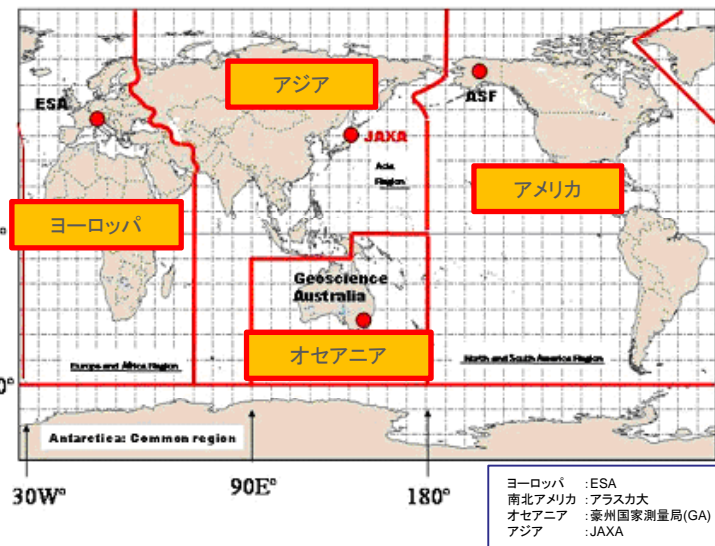 アジア
ESA
ASF
JAXA
Asia
Region
アメリカ
ヨーロッパ
Geoscience
Australia
オセアニア
Europe and Africa Region
North and South America Region
0°
Antarctica: Common region
30W°
90E°
180°
ヨーロッパ :ESA
南北アメリカ :アラスカ大
オセアニア :豪州国家測量局(GA)
アジア :JAXA